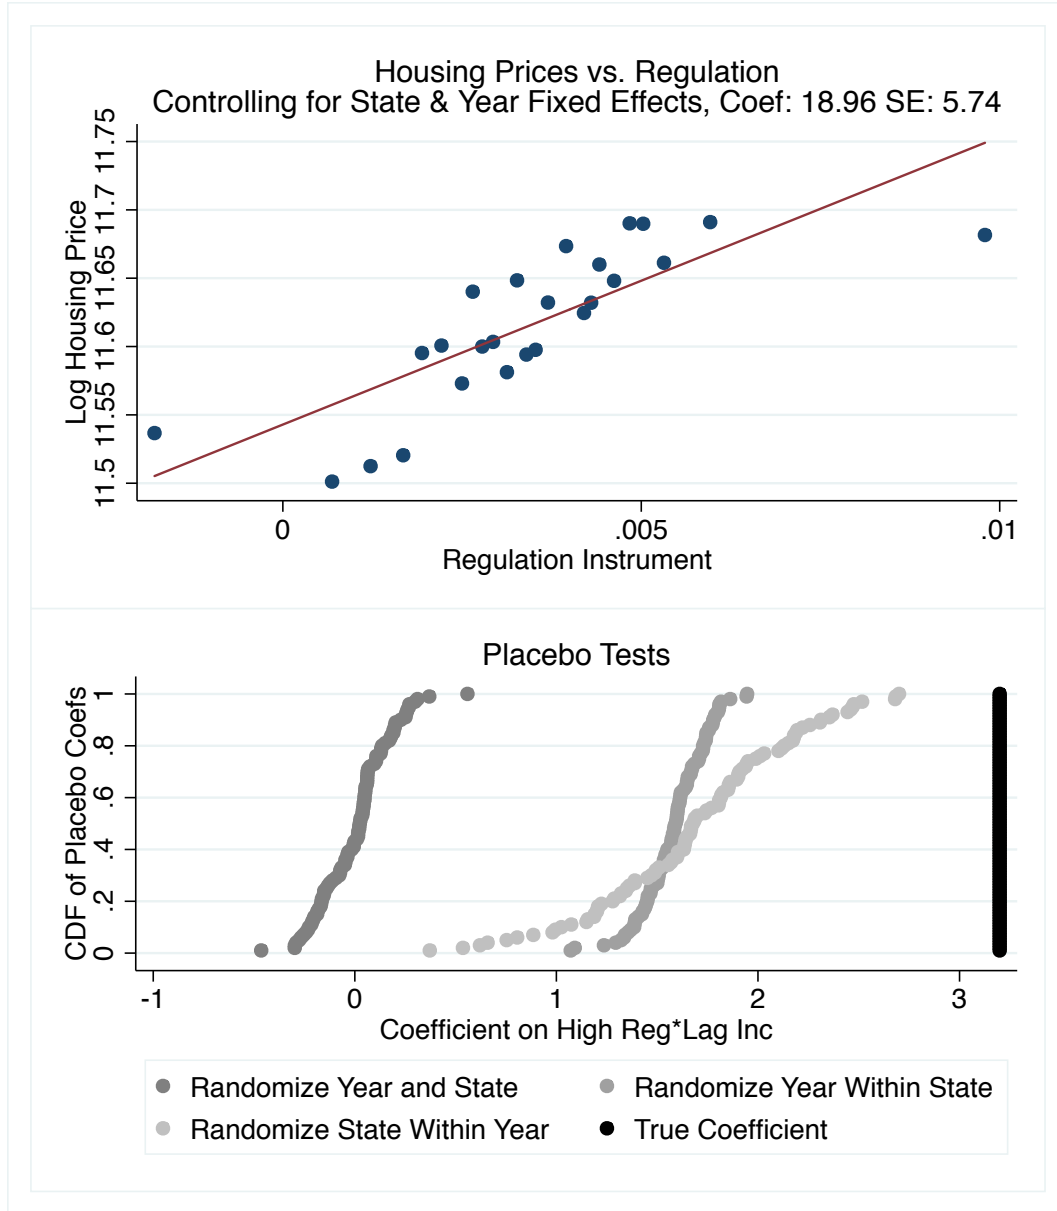 Housing Prices vs. Regulation
Controlling for State & Year Fixed Effects, Coef: 18.96 SE: 5.74
Log Housing Price
11.75
11.7
11.65
11.6
11.55
11.5
0
.005
.01
Regulation Instrument
Placebo Tests
CDF of Placebo Coefs
1
.8
.6
.4
.2
0
-1
0
1
2
3
Coefficient on High Reg*Lag Inc
Randomize Year and State
Randomize Year Within State
Randomize State Within Year
True Coefficient